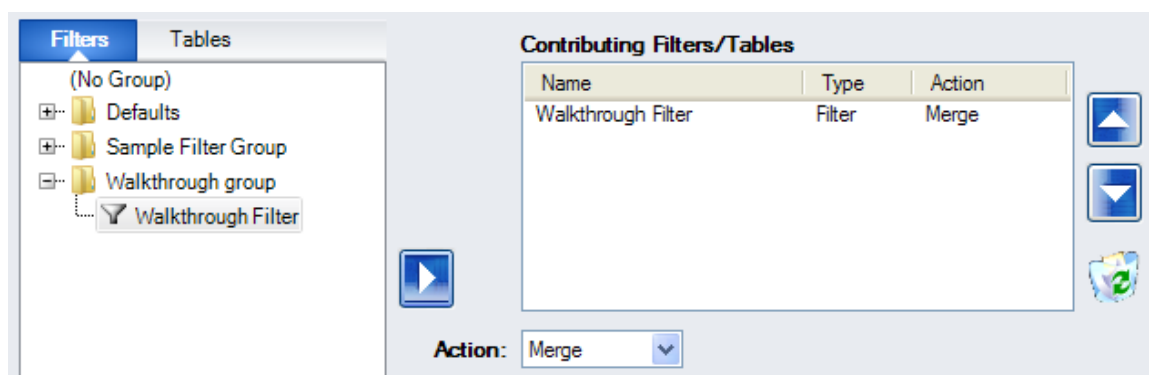 Filters Tables
(No Group)
Defaults
Sample Filter Group
Walkthrough group
Walkthrough Filter
Contributing Filters/Tables
Name Type Action
Walkthrough Filter Filter Merge
Action: Merge